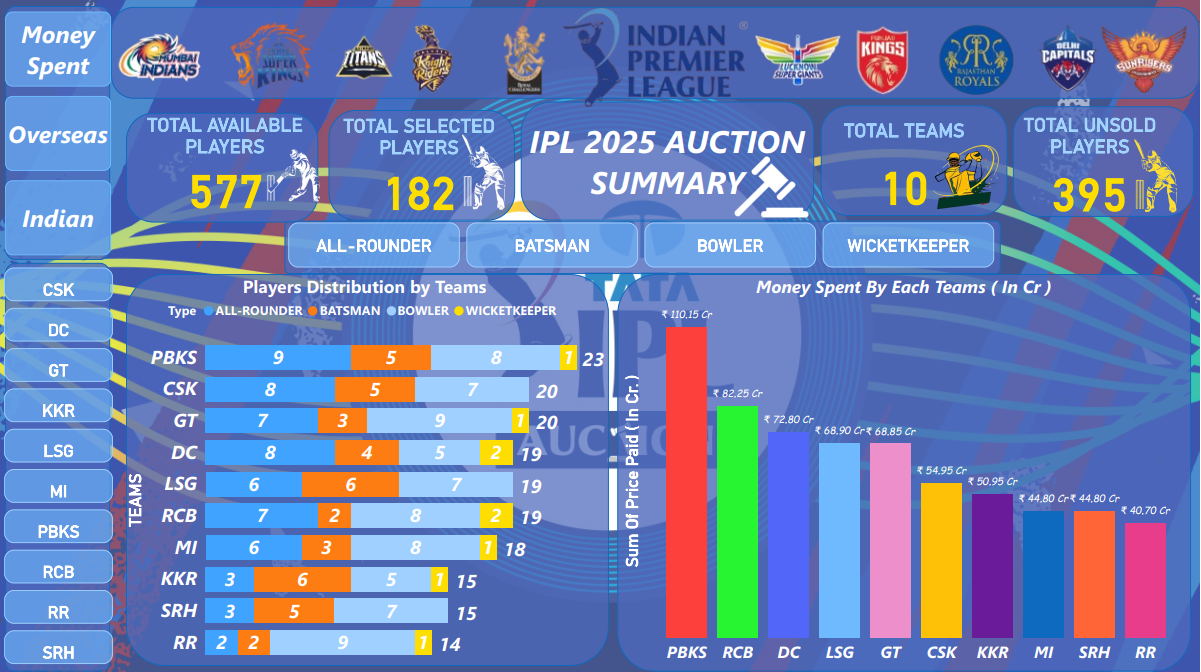 Money
Spent
Overseas
Indian
MUMBAI
INDIANS
SUPER
KINGS
TITANS
Knight
Riders
ROYAL
CHALLENGERS
INDIAN
PREMIER
LEAGUE
®
LUCKNOW
SUPER GIANTS
PUNJAB
KINGS
RAJASTHAN
ROYALS
DELHI
CAPITALS
SUNRISERS
TOTAL AVAILABLE
PLAYERS
577
TOTAL SELECTED
PLAYERS
182
IPL 2025 AUCTION
SUMMARY
TOTAL TEAMS
10
TOTAL UNSOLD
PLAYERS
395
ALL-ROUNDER
BATSMAN
BOWLER
WICKETKEEPER
CSK
DC
GT
KKR
LSG
MI
PBKS
RCB
RR
SRH
Players Distribution by Teams
Type ALL-ROUNDER BATSMAN BOWLER WICKETKEEPER
TEAMS
PBKS 9 5 8 1 23
CSK 8 5 7 20
GT 7 3 9 1 20
DC 8 4 5 2 19
LSG 6 6 7 19
RCB 7 2 8 2 19
MI 6 3 8 1 18
KKR 3 6 5 1 15
SRH 3 5 7 15
RR 2 2 9 1 14
TATA
IPL
AUCTION
Money Spent By Each Teams ( In Cr )
Sum Of Price Paid ( In Cr. )
₹ 110.15 Cr
₹ 82.25 Cr
₹ 72.80 Cr
₹ 68.90 Cr
₹ 68.85 Cr
₹ 54.95 Cr
₹ 50.95 Cr
₹ 44.80 Cr
₹ 44.80 Cr
₹ 40.70 Cr
PBKS RCB DC LSG GT CSK KKR MI SRH RR